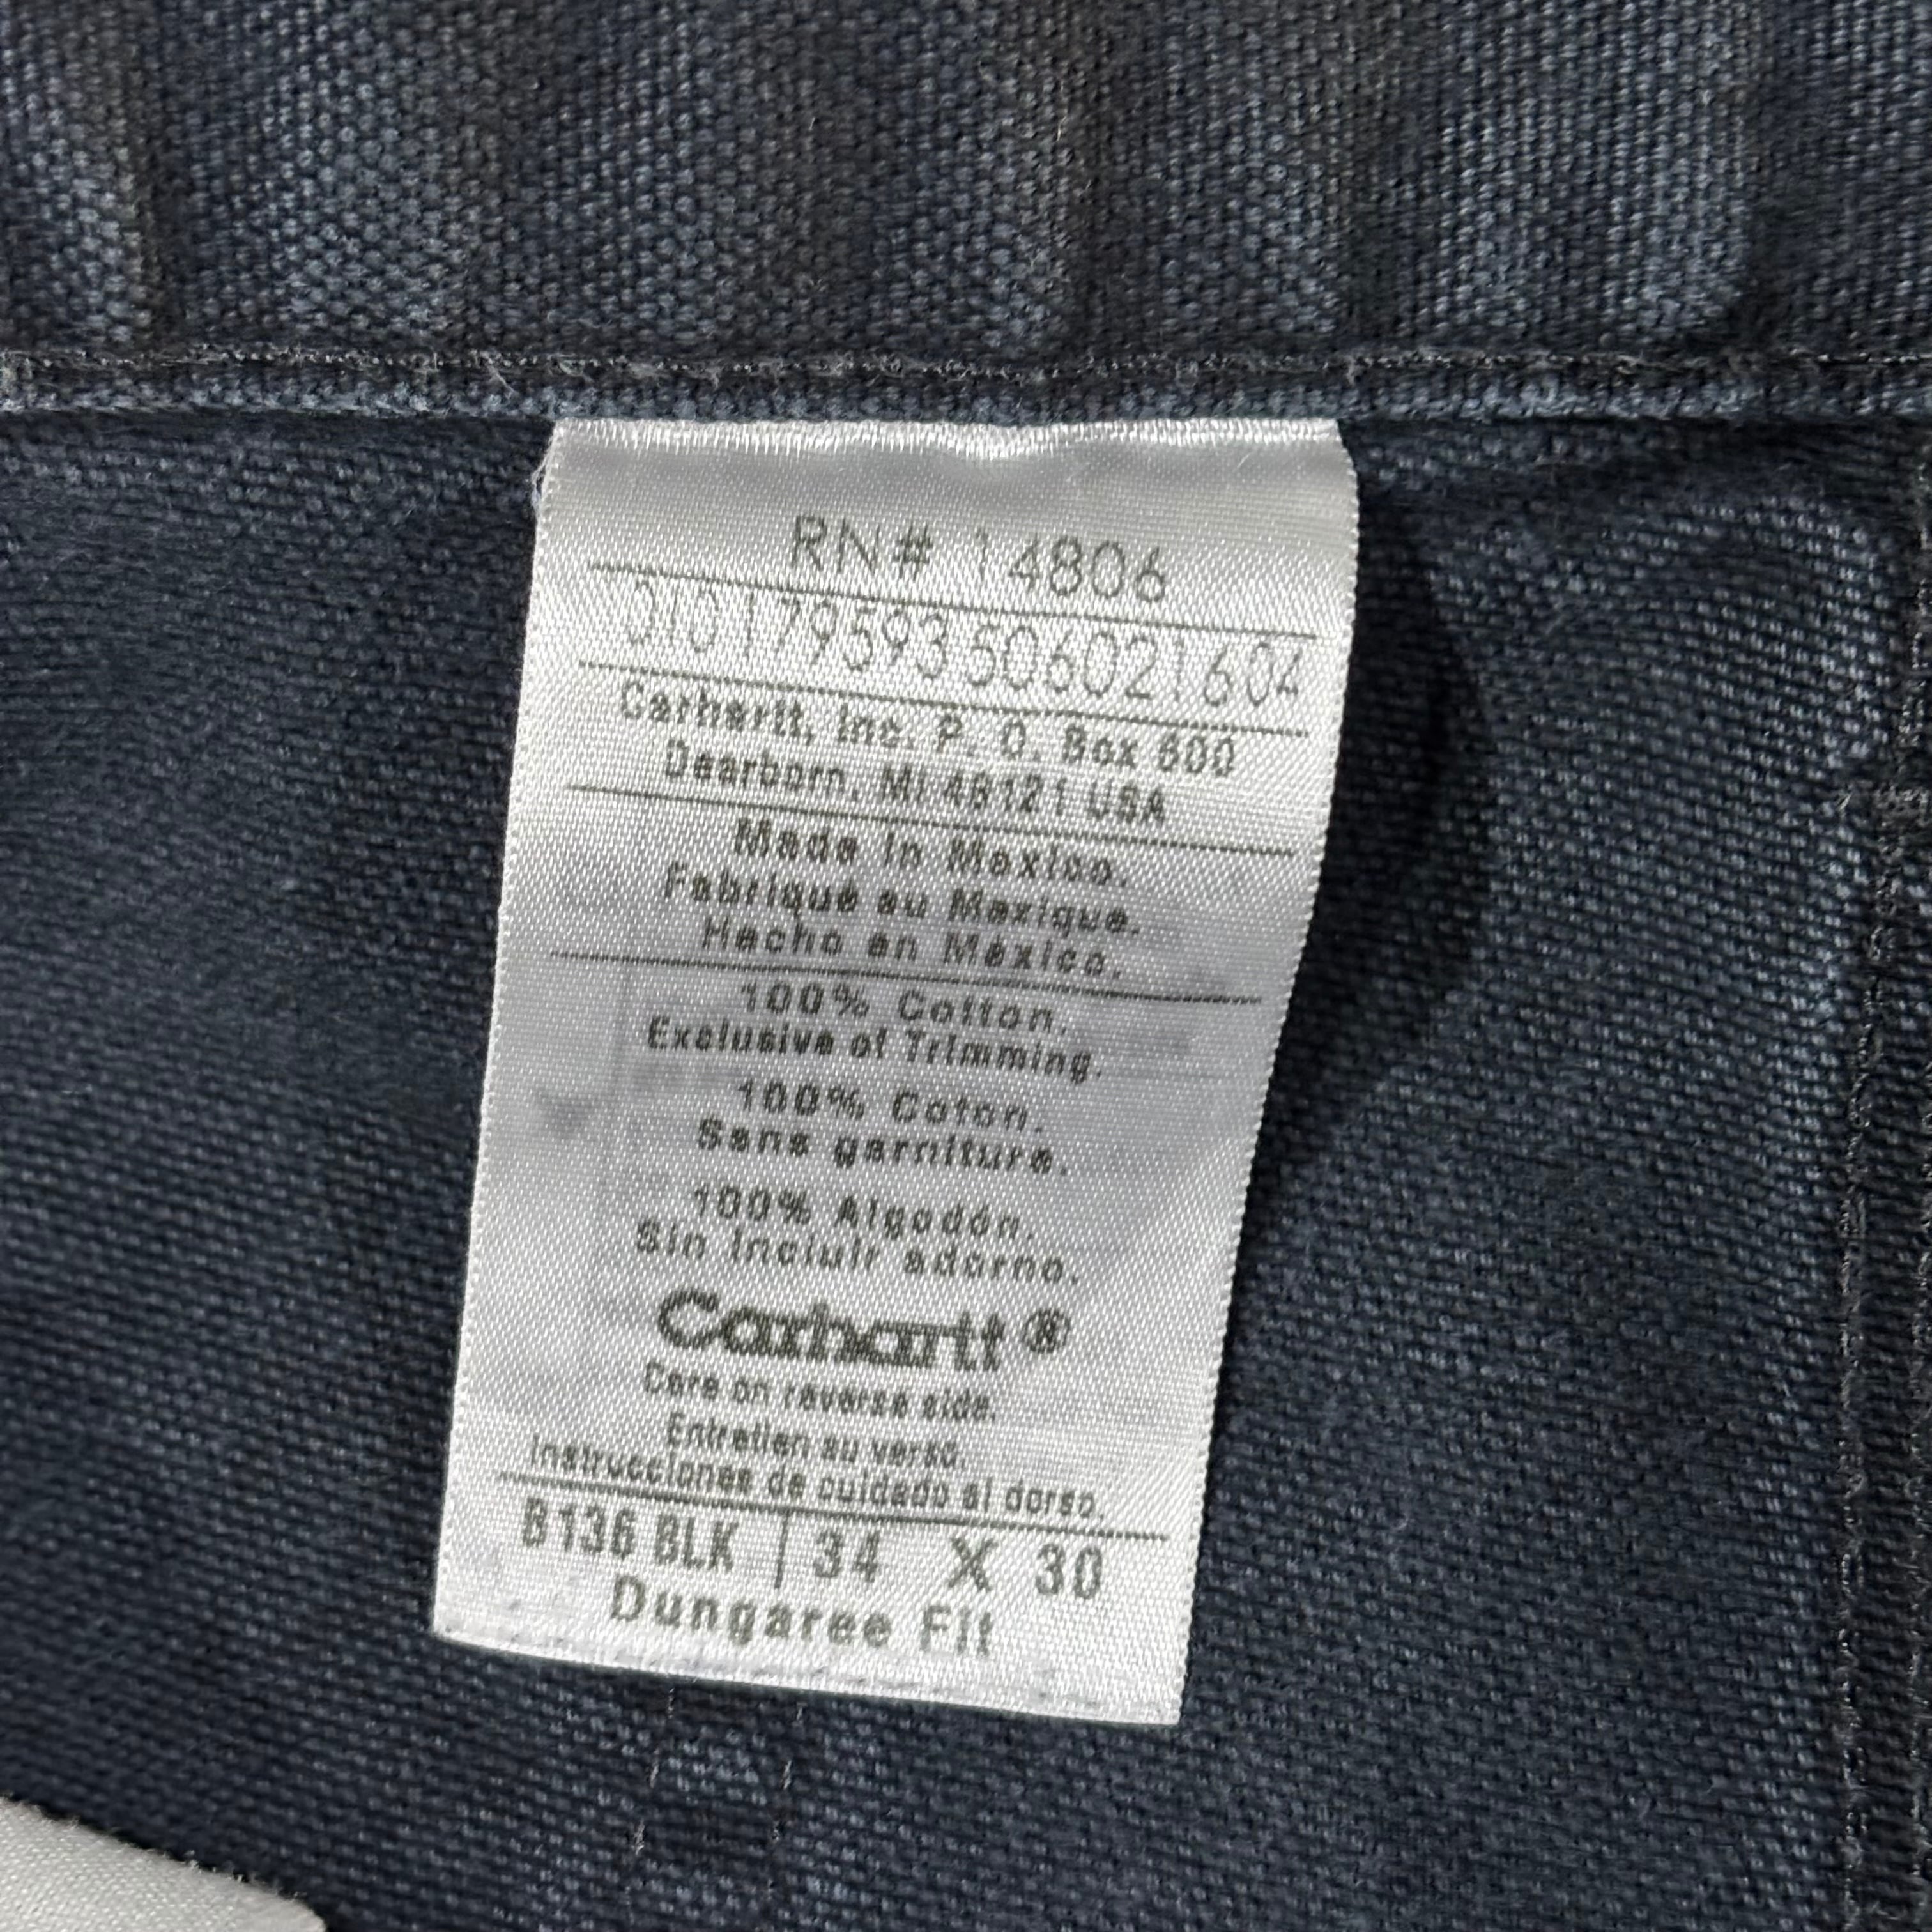 RN# 14806
010179593506021604
Carhartt, Inc. P. O. Box 600
Dearborn, MI 48121 USA
Made in Mexico.
Fabriqué au Mexique.
Hecho en México.
100% Cotton.
Exclusive of Trimming.
100% Coton.
Sans garniture.
100% Algodón.
Sin incluir adorno.
Carhartt®
Care on reverse side.
Entretien au verso.
Instrucciones de cuidado al dorso.
B136 BLK | 34 X 30
Dungaree Fit